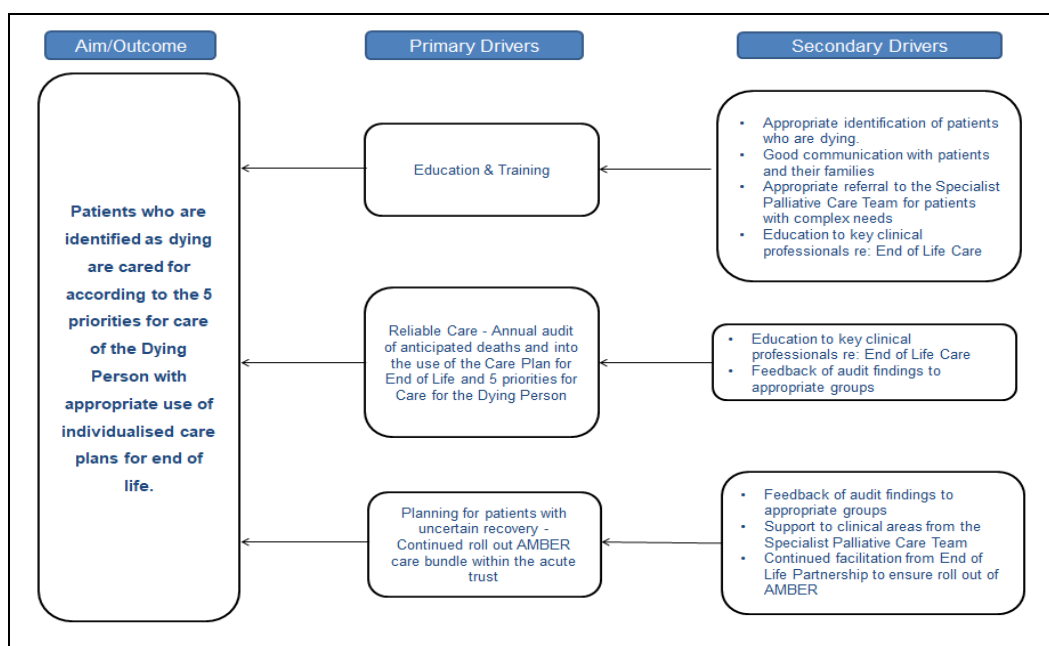 Aim/Outcome
Primary Drivers
Secondary Drivers
Patients who are
identified as dying
are cared for
according to the 5
priorities for care
of the Dying
Person with
appropriate use of
individualised care
plans for end of
life.
Education & Training
• Appropriate identification of patients
who are dying.
• Good communication with patients
and their families
• Appropriate referral to the Specialist
Palliative Care Team for patients
with complex needs
• Education to key clinical
professionals re: End of Life Care
Reliable Care - Annual audit
of anticipated deaths and into
the use of the Care Plan for
End of Life and 5 priorities for
Care for the Dying Person
• Education to key clinical
professionals re: End of Life Care
• Feedback of audit findings to
appropriate groups
Planning for patients with
uncertain recovery -
Continued roll out AMBER
care bundle within the acute
trust
• Feedback of audit findings to
appropriate groups
• Support to clinical areas from the
Specialist Palliative Care Team
• Continued facilitation from End of
Life Partnership to ensure roll out of
AMBER